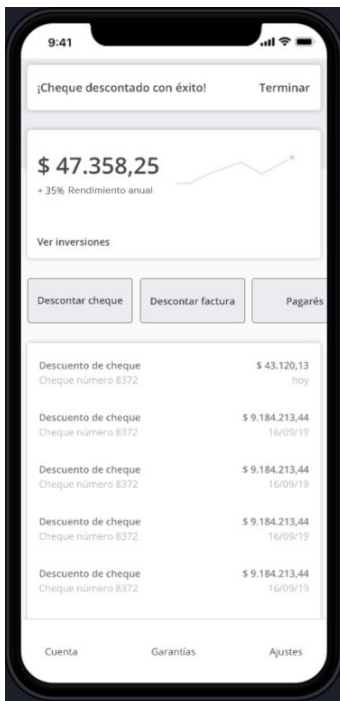 9:41
¡Cheque descontado con éxito! Terminar
$ 47.358,25
+ 35% Rendimiento anual
Ver inversiones
Descontar cheque Descontar factura Pagarés
Descuento de cheque $ 43.120,13
Cheque número 8372 hoy
Descuento de cheque $ 9.184.213,44
Cheque número 8372 16/09/19
Descuento de cheque $ 9.184.213,44
Cheque número 8372 16/09/19
Descuento de cheque $ 9.184.213,44
Cheque número 8372 16/09/19
Descuento de cheque $ 9.184.213,44
Cheque número 8372 16/09/19
Cuenta Garantías Ajustes